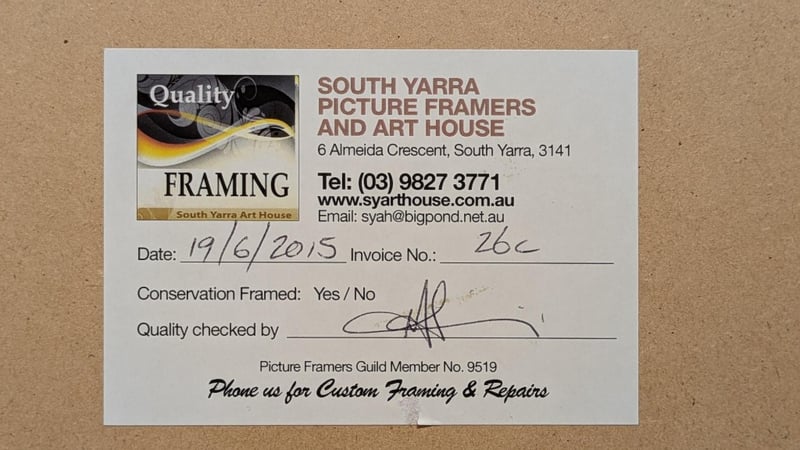 Quality
FRAMING
South Yarra Art House
SOUTH YARRA
PICTURE FRAMERS
AND ART HOUSE
6 Almeida Crescent, South Yarra, 3141
Tel: (03) 9827 3771
www.syarthouse.com.au
Email: syah@bigpond.net.au
Date: 19/6/2015 Invoice No.: 26c
Conservation Framed: Yes / No
Quality checked by
Picture Framers Guild Member No. 9519
Phone us for Custom Framing & Repairs